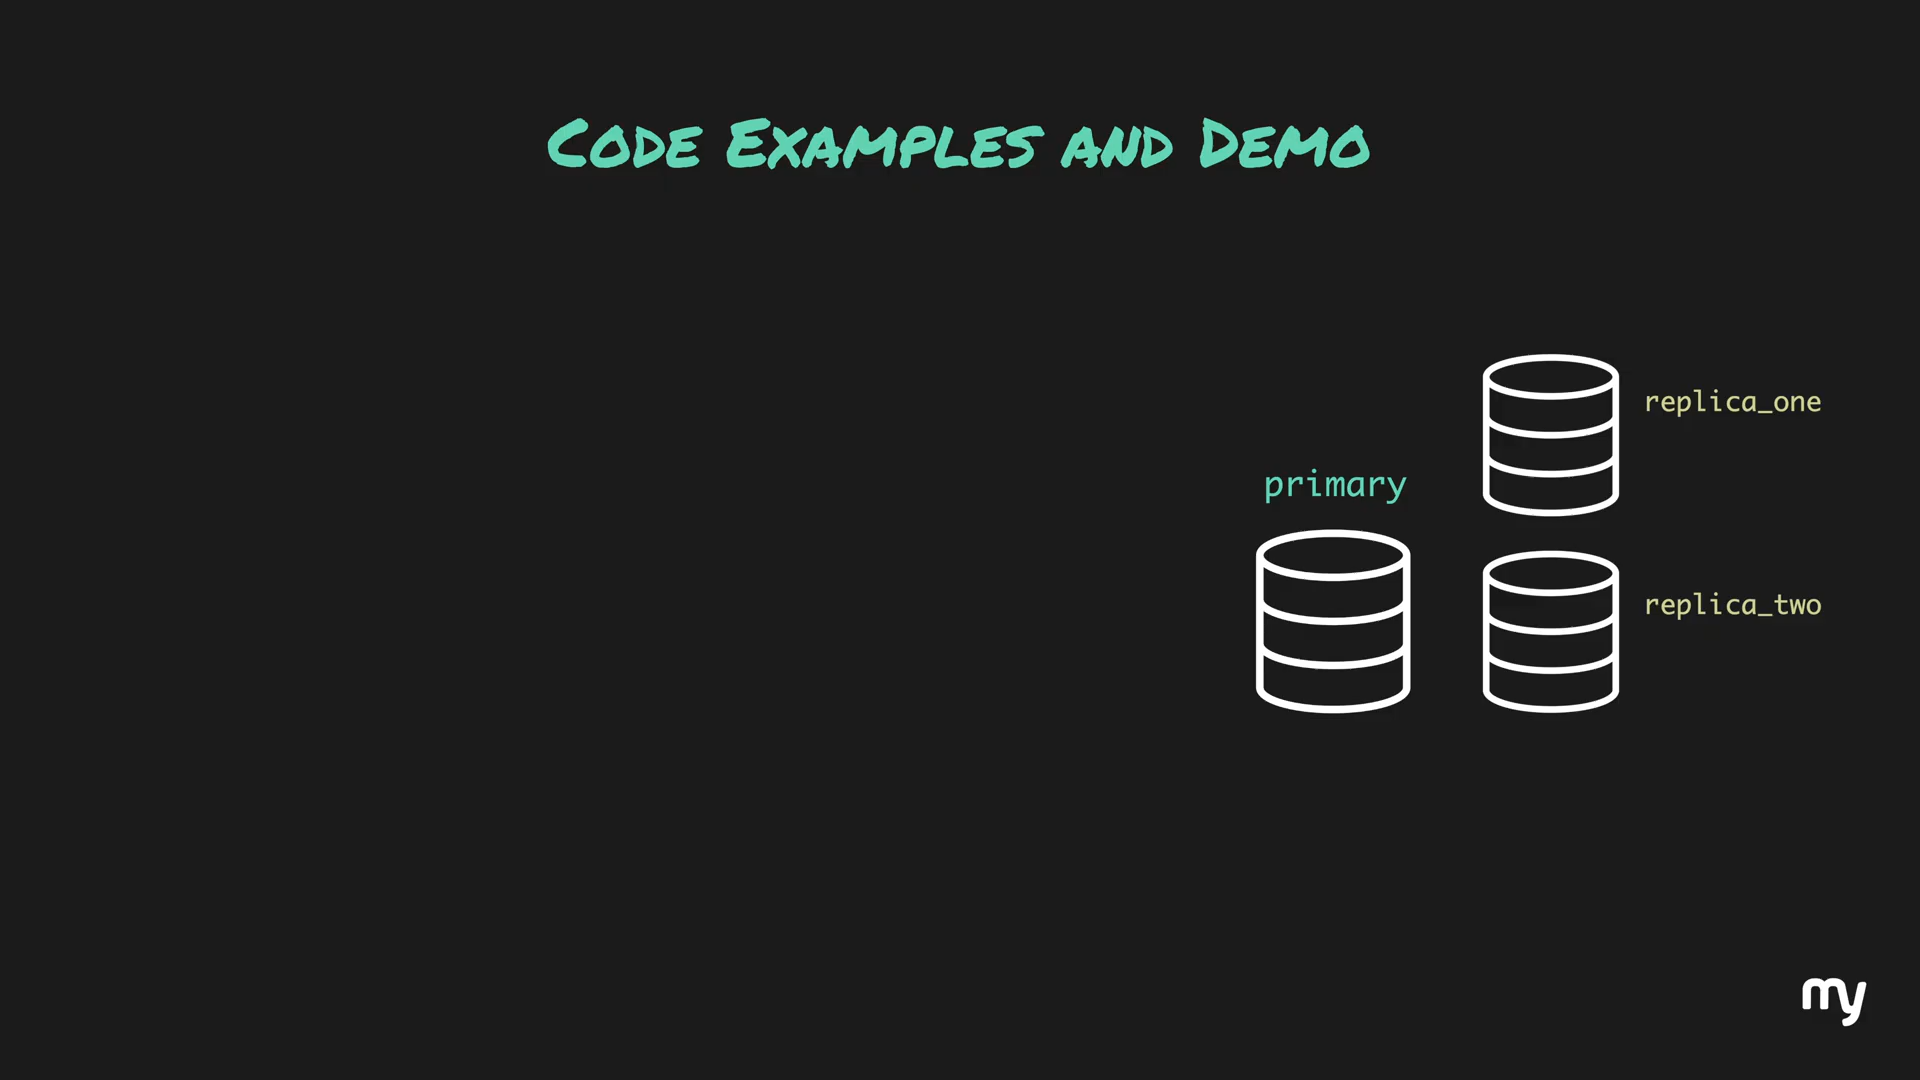 Code Examples and Demo
replica_one
primary
replica_two
my